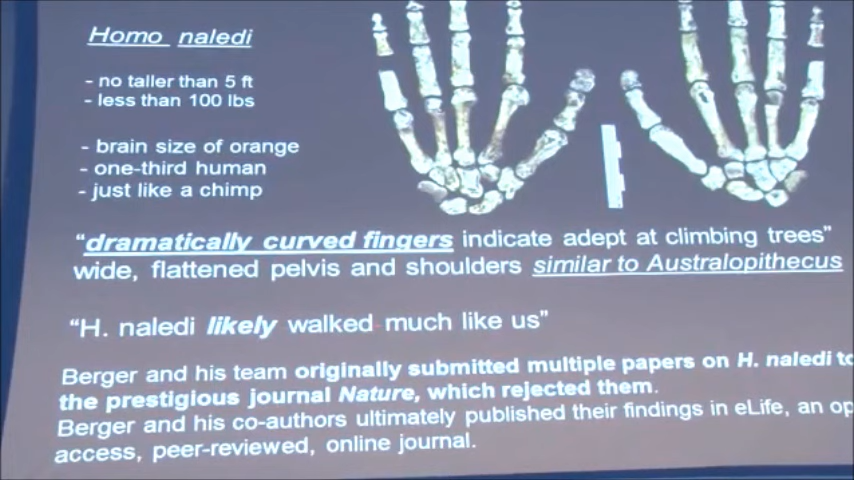 Homo naledi
- no taller than 5 ft
- less than 100 lbs
- brain size of orange
- one-third human
- just like a chimp
“dramatically curved fingers indicate adept at climbing trees”
wide, flattened pelvis and shoulders similar to Australopithecus
“H. naledi likely walked much like us”
Berger and his team originally submitted multiple papers on H. naledi to
the prestigious journal Nature, which rejected them.
Berger and his co-authors ultimately published their findings in eLife, an
access, peer-reviewed, online journal.